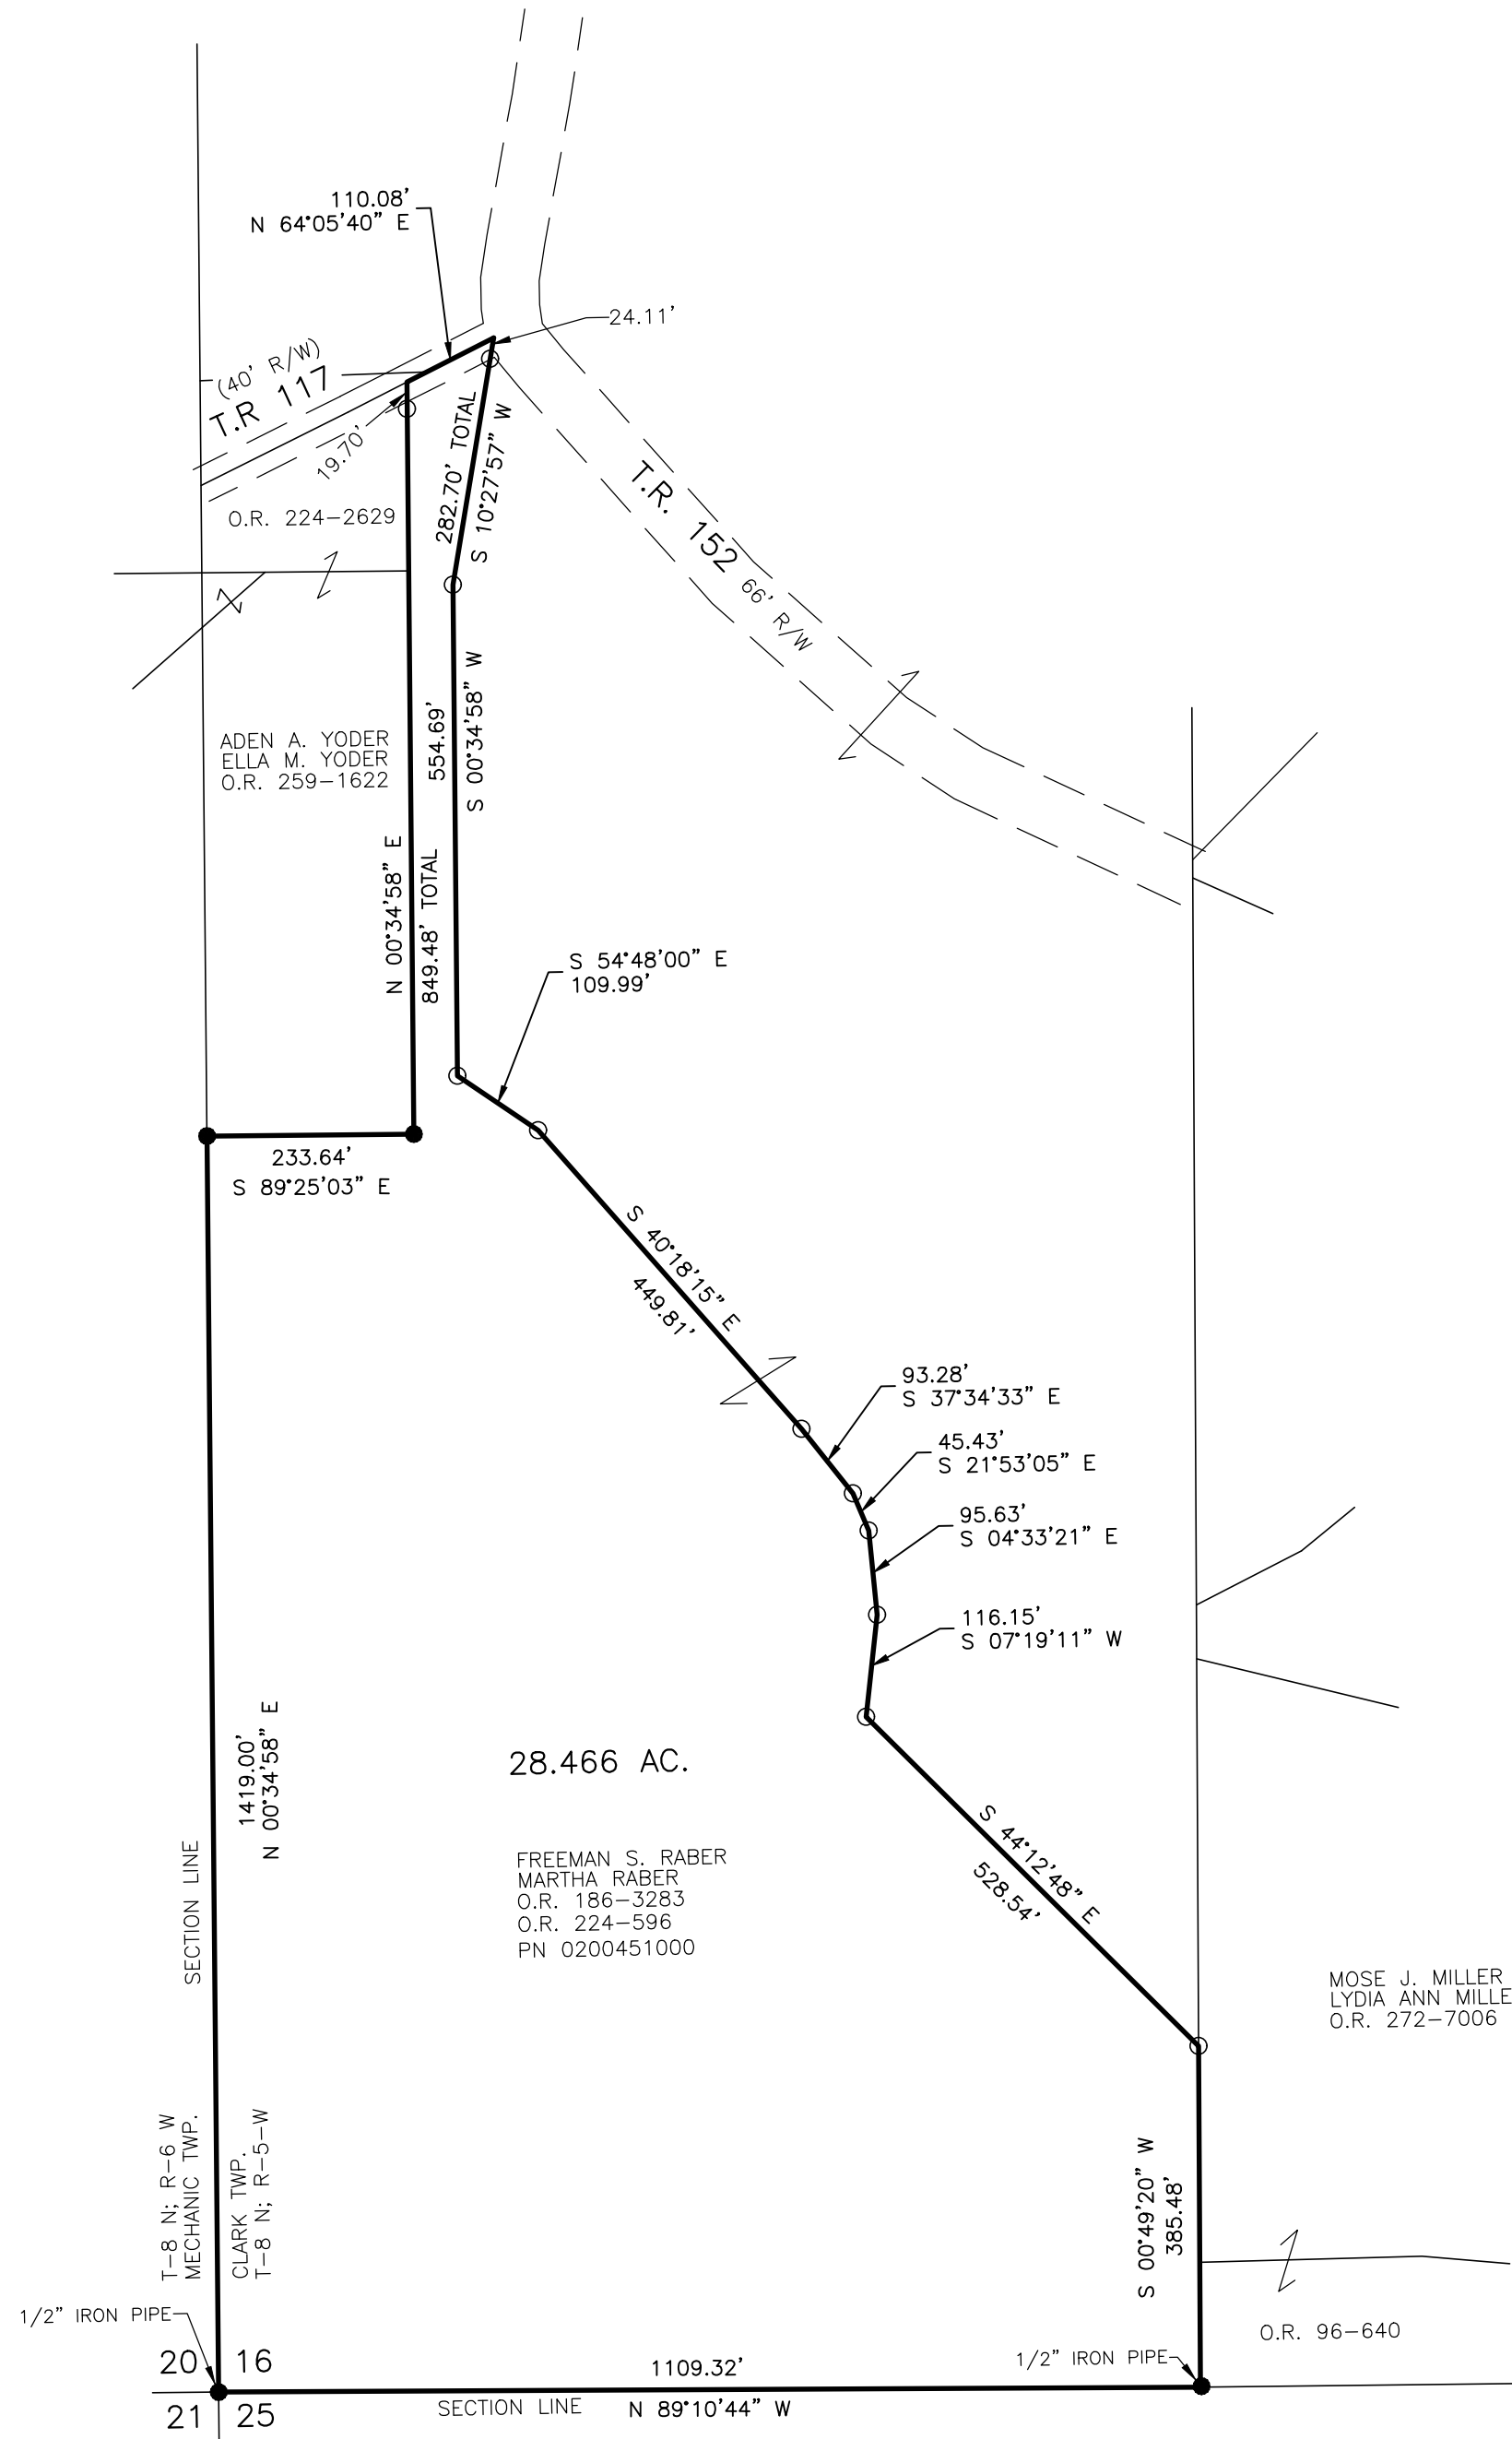 110.08'
N 64°05'40" E
24.11'
(40' R/W)
T.R 117
19.70'
282.70' TOTAL
S 10°27'57" W
T.R. 152 66' R/W
O.R. 224-2629
554.69'
S 00°34'58" W
ADEN A. YODER
ELLA M. YODER
O.R. 259-1622
N 00°34'58" E
849.48' TOTAL
S 54°48'00" E
109.99'
233.64'
S 89°25'03" E
S 40°18'15" E
449.81'
93.28'
S 37°34'33" E
45.43'
S 21°53'05" E
95.63'
S 04°33'21" E
116.15'
S 07°19'11" W
1419.00'
N 00°34'58" E
28.466 AC.
S 44°12'48" E
528.54'
SECTION LINE
FREEMAN S. RABER
MARTHA RABER
O.R. 186-3283
O.R. 224-596
PN 0200451000
MOSE J. MILLER
LYDIA ANN MILLE
O.R. 272-7006
T-8 N; R-6 W
MECHANIC TWP.
CLARK TWP.
T-8 N; R-5-W
S 00°49'20" W
385.48'
1/2" IRON PIPE
O.R. 96-640
20 16
1109.32'
1/2" IRON PIPE
21 25
SECTION LINE N 89°10'44" W